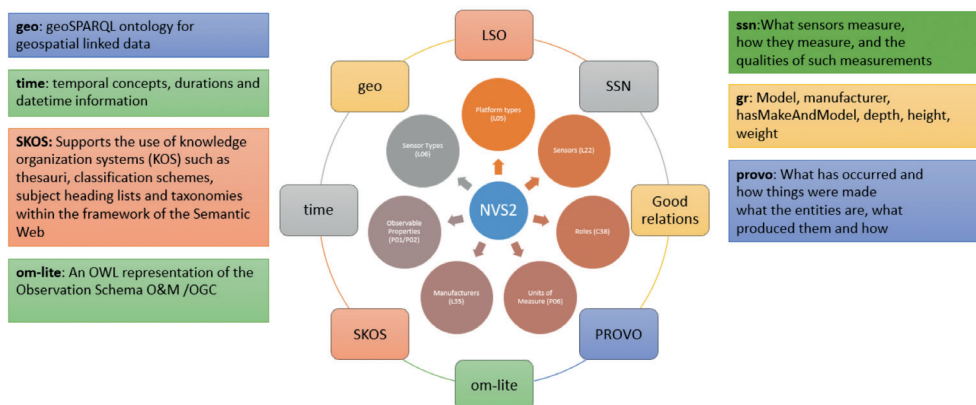 geo: geoSPARQL ontology for
geospatial linked data
time: temporal concepts, durations and
datetime information
SKOS: Supports the use of knowledge
organization systems (KOS) such as
thesauri, classification schemes,
subject heading lists and taxonomies
within the framework of the Semantic
Web
om-lite: An OWL representation of the
Observation Schema O&M /OGC
LSO
geo
SSN
Platform types
(L05)
Sensor Types
(L06)
Sensors (L22)
time
NVS2
Good
relations
Observable
Properties
(P01/P02)
Roles (C38)
Manufacturers
(L35)
Units of
Measure (P06)
SKOS
PROVO
om-lite
ssn:What sensors measure,
how they measure, and the
qualities of such measurements
gr: Model, manufacturer,
hasMakeAndModel, depth, height,
weight
provo: What has occurred and
how things were made
what the entities are, what
produced them and how